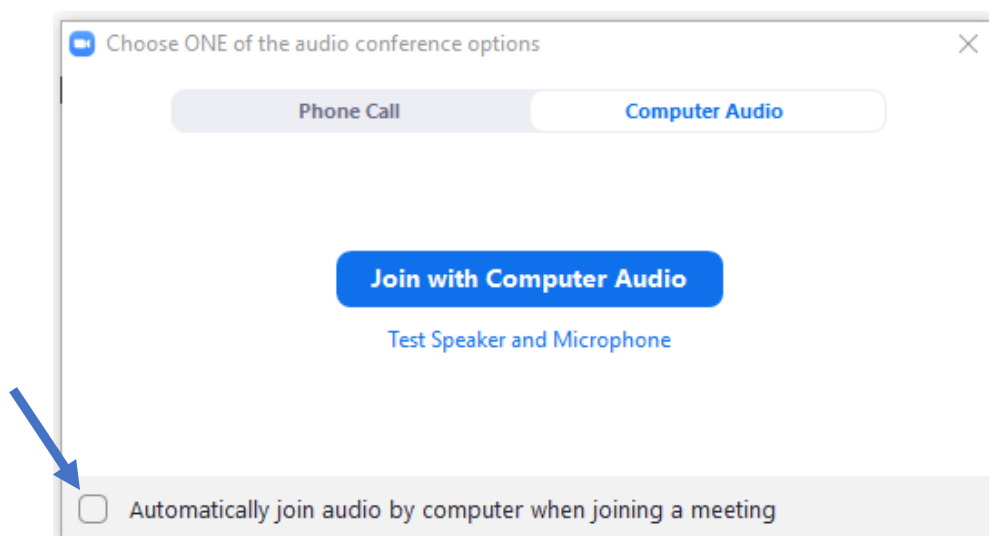 Choose ONE of the audio conference options
Phone Call
Computer Audio
Join with Computer Audio
Test Speaker and Microphone
Automatically join audio by computer when joining a meeting